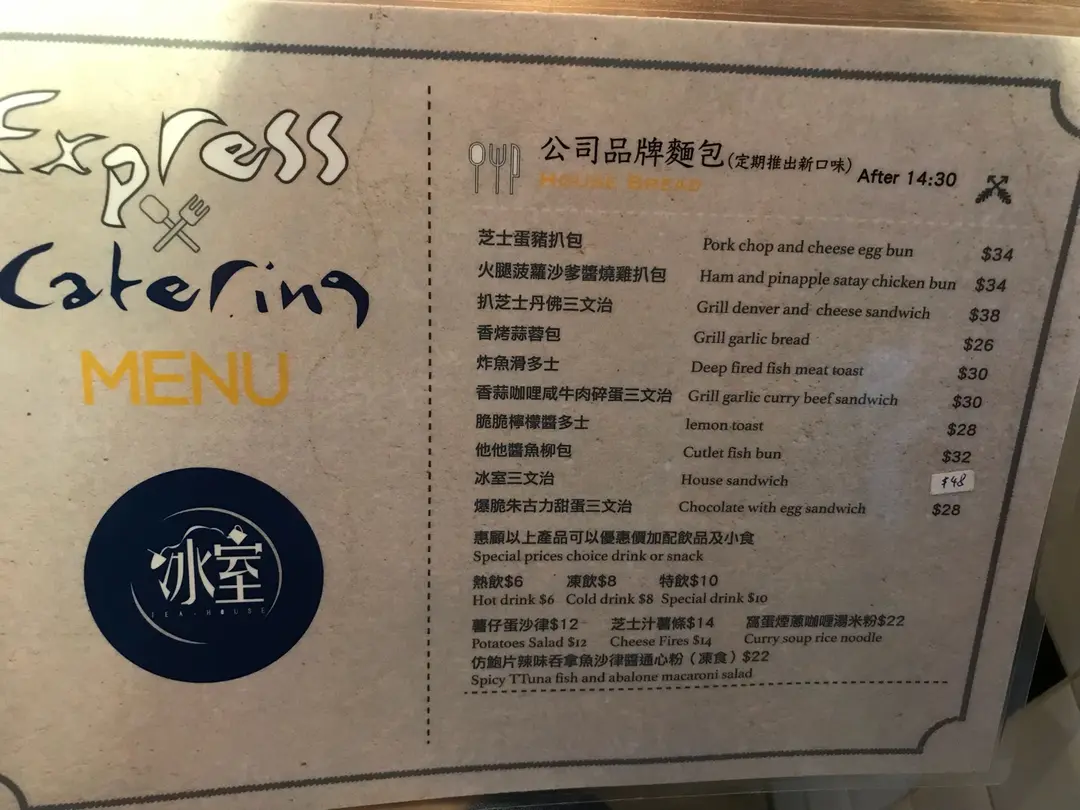 Express
Catering
MENU
冰室
TEA-HOUSE
公司品牌麵包(定期推出新口味) After 14:30
HOUSE BREAD
芝士蛋豬扒包 Pork chop and cheese egg bun $34
火腿菠蘿沙爹醬燒雞扒包 Ham and pinapple satay chicken bun $34
扒芝士丹佛三文治 Grill denver and cheese sandwich $38
香烤蒜蓉包 Grill garlic bread $26
炸魚滑多士 Deep fired fish meat toast $30
香蒜咖哩咸牛肉碎蛋三文治 Grill garlic curry beef sandwich $30
脆脆檸檬醬多士 lemon toast $28
他他醬魚柳包 Cutlet fish bun $32
冰室三文治 House sandwich $48
爆脆朱古力甜蛋三文治 Chocolate with egg sandwich $28
惠顧以上產品可以優惠價加配飲品及小食
Special prices choice drink or snack
熱飲$6 凍飲$8 特飲$10
Hot drink $6 Cold drink $8 Special drink $10
薯仔蛋沙律$12 芝士汁薯條$14 窩蛋煙蔥咖哩湯米粉$22
Potatoes Salad $12 Cheese Fires $14 Curry soup rice noodle
仿鮑片辣味吞拿魚沙律醬通心粉（凍食）$22
Spicy TTuna fish and abalone macaroni salad